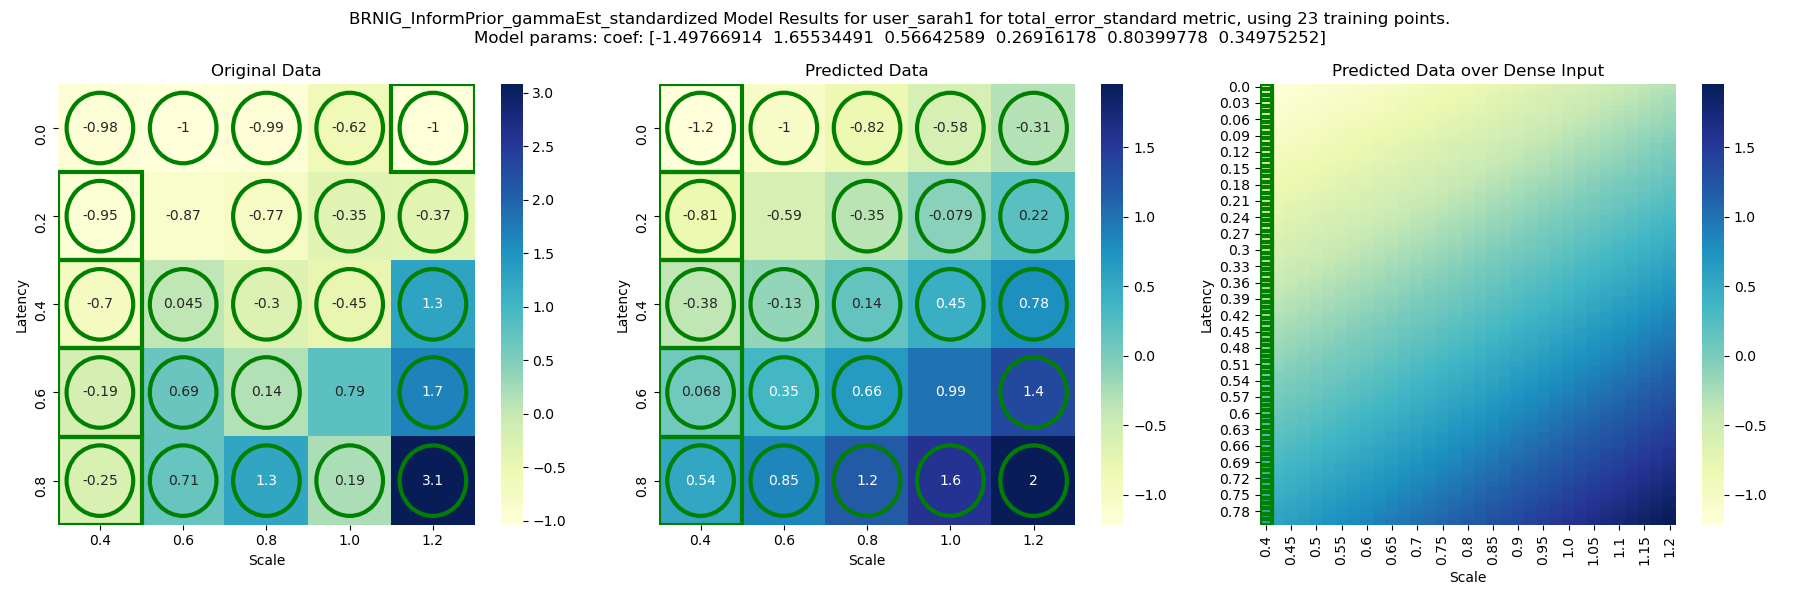 BRNIG_InformPrior_gammaEst_standardized Model Results for user_sarah1 for total_error_standard metric, using 23 training points.
Model params: coef: [-1.49766914  1.65534491  0.56642589  0.26916178  0.80399778  0.34975252]
Original Data
0.0 -0.98 -1 -0.99 -0.62 -1
0.2 -0.95 -0.87 -0.77 -0.35 -0.37
0.4 -0.7 0.045 -0.3 -0.45 1.3
0.6 -0.19 0.69 0.14 0.79 1.7
0.8 -0.25 0.71 1.3 0.19 3.1
Latency
0.4 0.6 0.8 1.0 1.2
Scale
3.0
2.5
2.0
1.5
1.0
0.5
0.0
−0.5
−1.0
Predicted Data
0.0 -1.2 -1 -0.82 -0.58 -0.31
0.2 -0.81 -0.59 -0.35 -0.079 0.22
0.4 -0.38 -0.13 0.14 0.45 0.78
0.6 0.068 0.35 0.66 0.99 1.4
0.8 0.54 0.85 1.2 1.6 2
Latency
0.4 0.6 0.8 1.0 1.2
Scale
1.5
1.0
0.5
0.0
−0.5
−1.0
Predicted Data over Dense Input
0.0
0.03
0.06
0.09
0.12
0.15
0.18
0.21
0.24
0.27
0.3
0.33
0.36
0.39
0.42
0.45
0.48
0.51
0.54
0.57
0.6
0.63
0.66
0.69
0.72
0.75
0.78
Latency
0.4 0.45 0.5 0.55 0.6 0.65 0.7 0.75 0.8 0.85 0.9 0.95 1.0 1.05 1.1 1.15 1.2
Scale
1.5
1.0
0.5
0.0
−0.5
−1.0